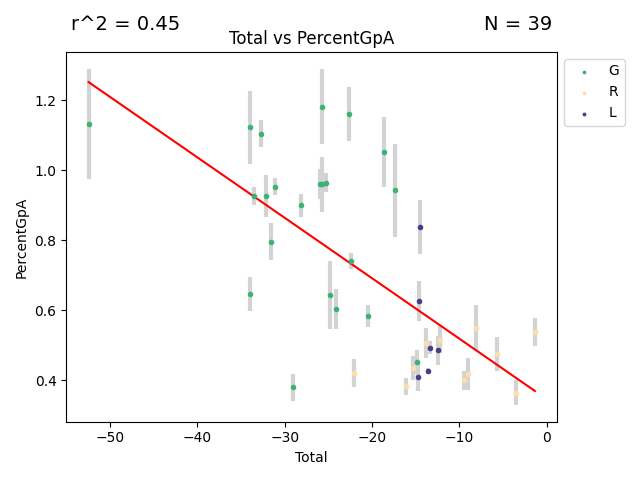 r^2 = 0.45
N = 39
Total vs PercentGpA
G
R
L
PercentGpA
1.2
1.0
0.8
0.6
0.4
−50
−40
−30
−20
−10
0
Total